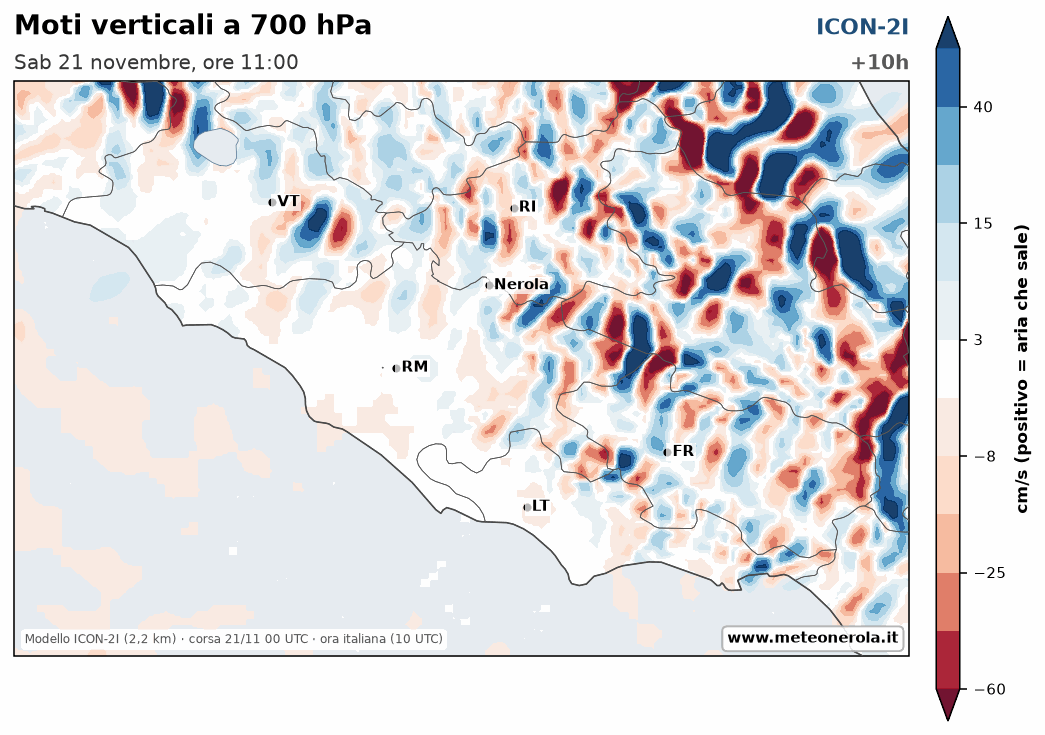 Moti verticali a 700 hPa
ICON-2I
Sab 21 novembre, ore 11:00
+10h
VT
RI
Nerola
RM
FR
LT
40
15
3
−8
−25
−60
cm/s (positivo = aria che sale)
Modello ICON-2I (2,2 km) · corsa 21/11 00 UTC · ora italiana (10 UTC)
www.meteonerola.it